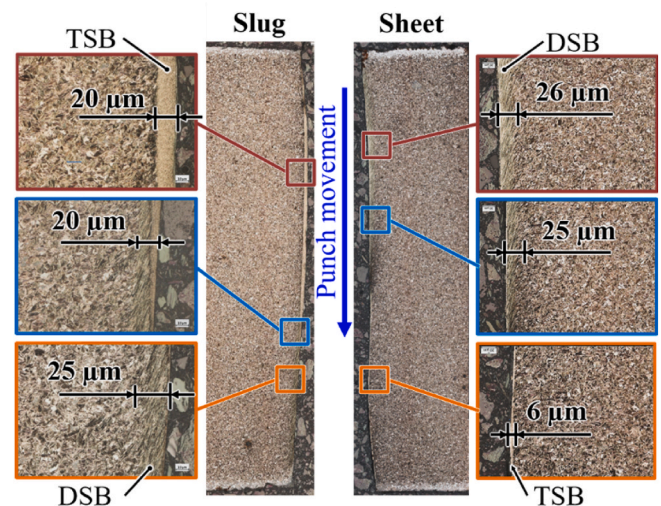 Slug
Sheet
TSB
20 µm
20 µm
25 µm
DSB
Punch movement
DSB
26 µm
25 µm
6 µm
TSB